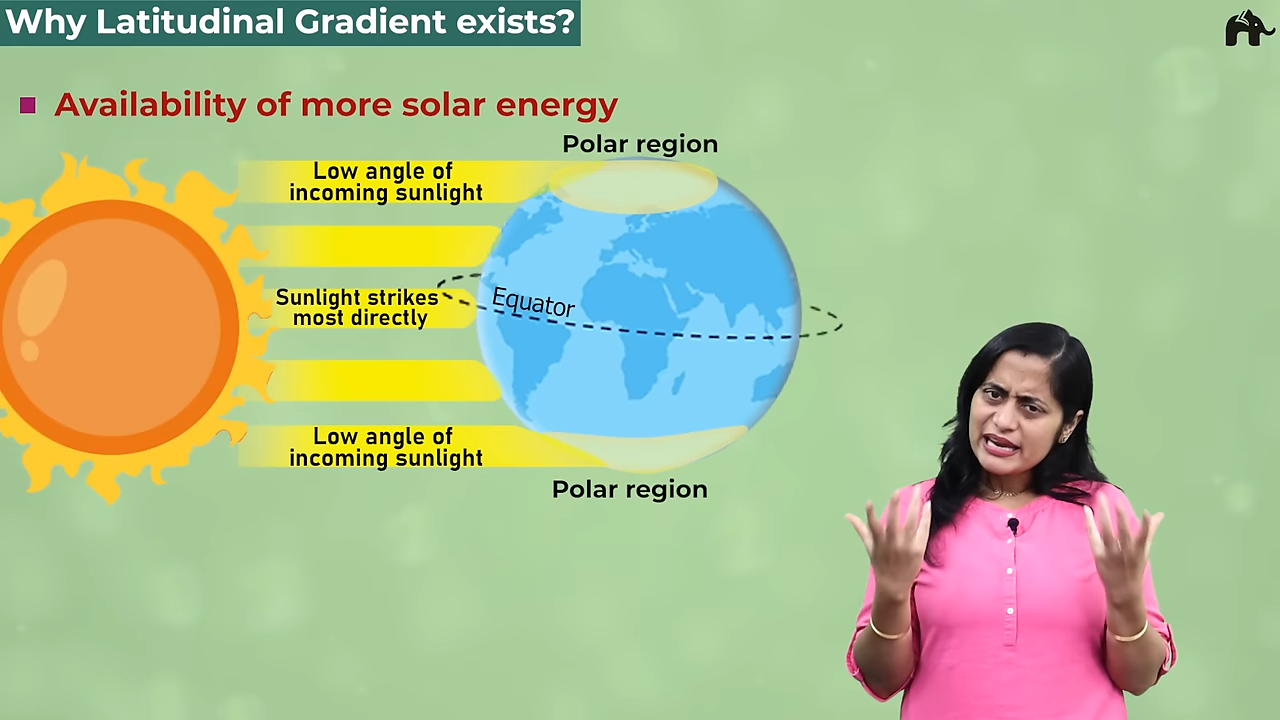 Why Latitudinal Gradient exists?
Availability of more solar energy
Polar region
Low angle of
incoming sunlight
Sunlight strikes
most directly
Equator
Low angle of
incoming sunlight
Polar region